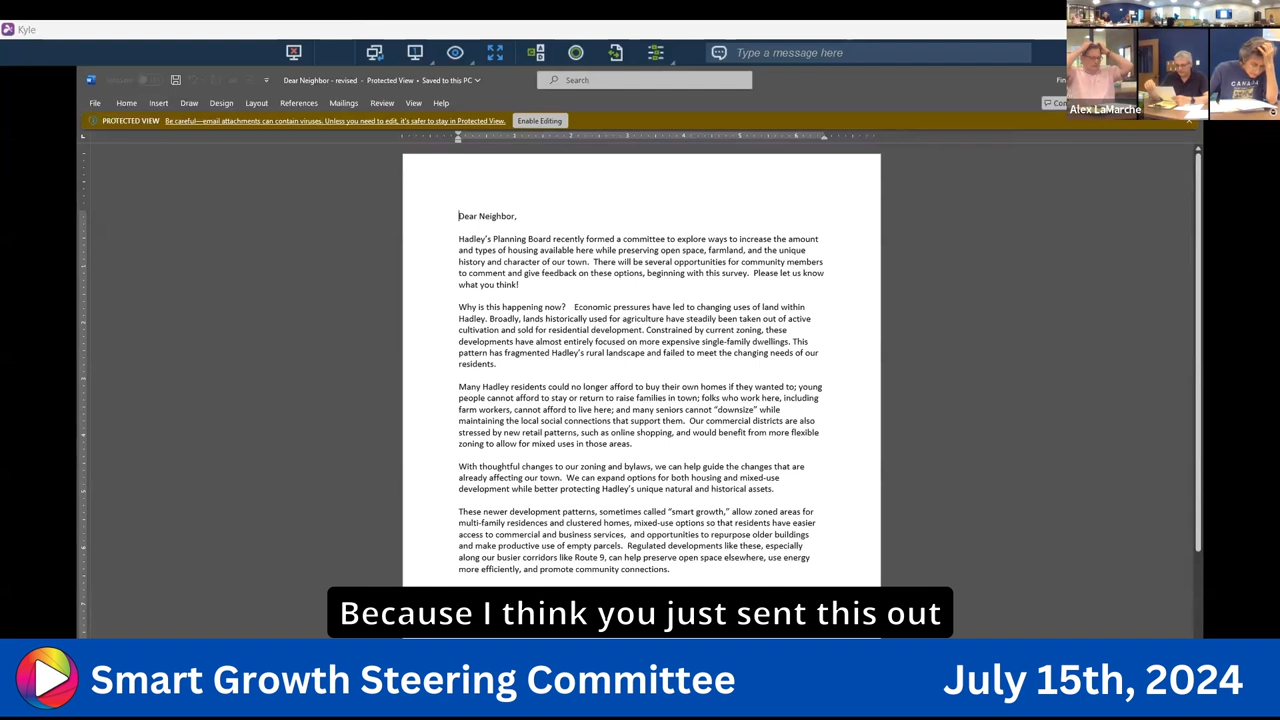 Kyle
Type a message here
Dear Neighbor - revised • Protected View • Saved to this PC
Search
File Home Insert Draw Design Layout References Mailings Review View Help
PROTECTED VIEW Be careful—email attachments can contain viruses. Unless you need to edit, it's safer to stay in Protected View. Enable Editing
Alex LaMarche
CANADA
Dear Neighbor,
Hadley's Planning Board recently formed a committee to explore ways to increase the amount
and types of housing available here while preserving open space, farmland, and the unique
history and character of our town. There will be several opportunities for community members
to comment and give feedback on these options, beginning with this survey. Please let us know
what you think!
Why is this happening now? Economic pressures have led to changing uses of land within
Hadley. Broadly, lands historically used for agriculture have steadily been taken out of active
cultivation and sold for residential development. Constrained by current zoning, these
developments have almost entirely focused on more expensive single-family dwellings. This
pattern has fragmented Hadley's rural landscape and failed to meet the changing needs of our
residents.
Many Hadley residents could no longer afford to buy their own homes if they wanted to; young
people cannot afford to stay or return to raise families in town; folks who work here, including
farm workers, cannot afford to live here; and many seniors cannot "downsize" while
maintaining the local social connections that support them. Our commercial districts are also
stressed by new retail patterns, such as online shopping, and would benefit from more flexible
zoning to allow for mixed uses in those areas.
With thoughtful changes to our zoning and bylaws, we can help guide the changes that are
already affecting our town. We can expand options for both housing and mixed-use
development while better protecting Hadley's unique natural and historical assets.
These newer development patterns, sometimes called "smart growth," allow zoned areas for
multi-family residences and clustered homes, mixed-use options so that residents have easier
access to commercial and business services, and opportunities to repurpose older buildings
and make productive use of empty parcels. Regulated developments like these, especially
along our busier corridors like Route 9, can help preserve open space elsewhere, use energy
more efficiently, and promote community connections.
Because I think you just sent this out
Smart Growth Steering Committee
July 15th, 2024